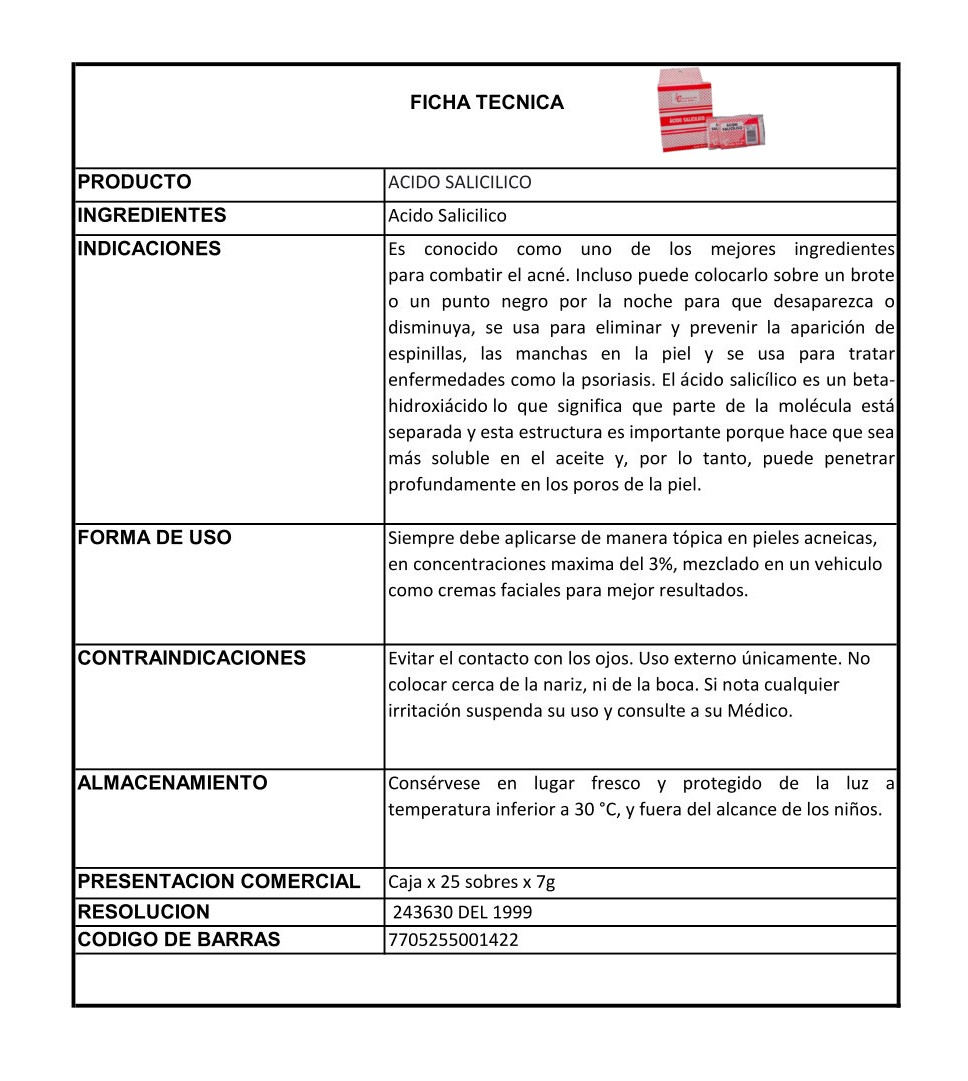 FICHA TECNICA
ÁCIDO SALICILICO
ÁCIDO
SALICILICO
PRODUCTO
ACIDO SALICILICO
INGREDIENTES
Acido Salicilico
INDICACIONES
Es conocido como uno de los mejores ingredientes
para combatir el acné. Incluso puede colocarlo sobre un brote
o un punto negro por la noche para que desaparezca o
disminuya, se usa para eliminar y prevenir la aparición de
espinillas, las manchas en la piel y se usa para tratar
enfermedades como la psoriasis. El ácido salicílico es un beta-
hidroxiácido lo que significa que parte de la molécula está
separada y esta estructura es importante porque hace que sea
más soluble en el aceite y, por lo tanto, puede penetrar
profundamente en los poros de la piel.
FORMA DE USO
Siempre debe aplicarse de manera tópica en pieles acneicas,
en concentraciones maxima del 3%, mezclado en un vehiculo
como cremas faciales para mejor resultados.
CONTRAINDICACIONES
Evitar el contacto con los ojos. Uso externo únicamente. No
colocar cerca de la nariz, ni de la boca. Si nota cualquier
irritación suspenda su uso y consulte a su Médico.
ALMACENAMIENTO
Consérvese en lugar fresco y protegido de la luz a
temperatura inferior a 30 °C, y fuera del alcance de los niños.
PRESENTACION COMERCIAL
Caja x 25 sobres x 7g
RESOLUCION
243630 DEL 1999
CODIGO DE BARRAS
7705255001422